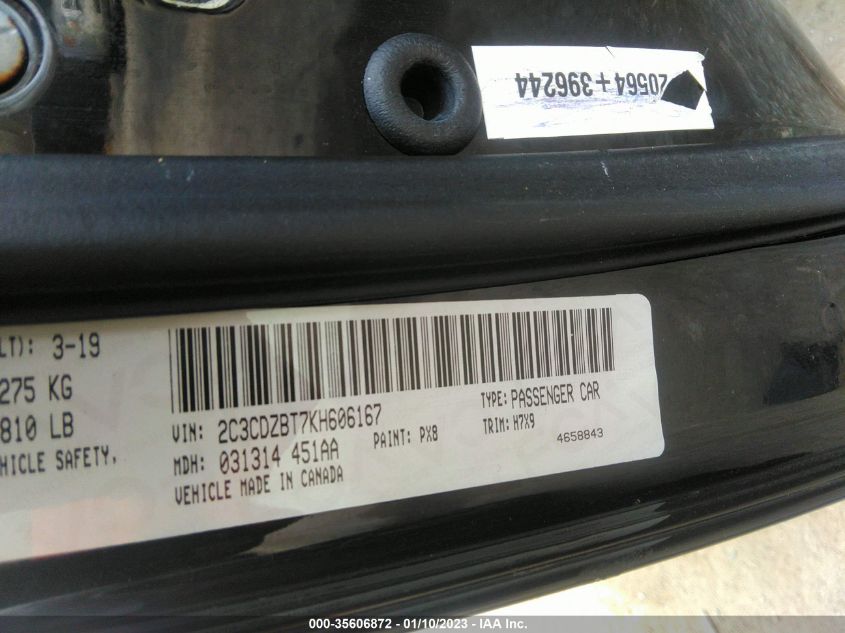 20564+396244
LT): 3-19
275 KG
810 LB
HICLE SAFETY,
VIN: 2C3CDZBT7KH606167
TYPE: PASSENGER CAR
MDH: 031314 451AA
PAINT: PX8
TRIM: H7X9
4658843
VEHICLE MADE IN CANADA
000-35606872 - 01/10/2023 - IAA Inc.